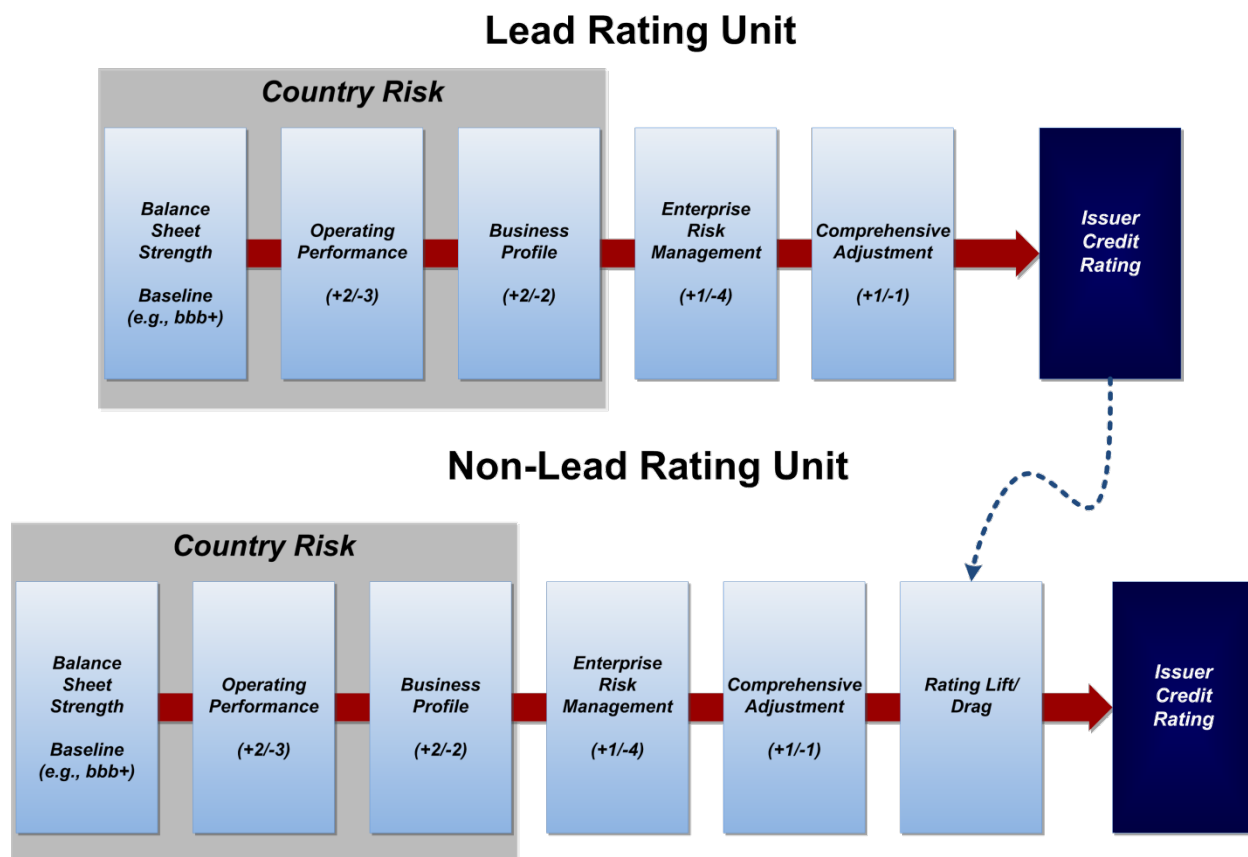 Lead Rating Unit
Country Risk
Balance
Sheet
Strength
Baseline
(e.g., bbb+)
Operating
Performance
(+2/-3)
Business
Profile
(+2/-2)
Enterprise
Risk
Management
(+1/-4)
Comprehensive
Adjustment
(+1/-1)
Issuer
Credit
Rating
Non-Lead Rating Unit
Country Risk
Balance
Sheet
Strength
Baseline
(e.g., bbb+)
Operating
Performance
(+2/-3)
Business
Profile
(+2/-2)
Enterprise
Risk
Management
(+1/-4)
Comprehensive
Adjustment
(+1/-1)
Rating Lift/
Drag
Issuer
Credit
Rating